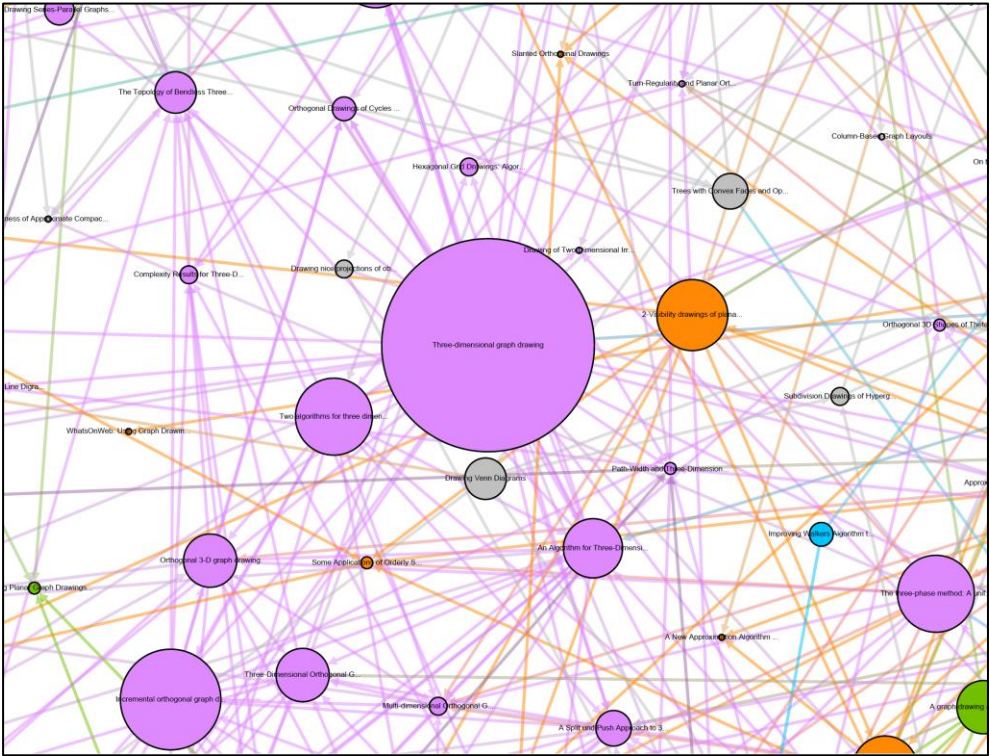 Drawing Series-Parallel Graphs...
Slanted Orthogonal Drawings
Turn-Regularity and Planar Ort...
The Topology of Bendless Three...
Orthogonal Drawings of Cycles ...
Column-Based Graph Layouts
Hexagonal Grid Drawings: Algor...
On
Trees with Convex Faces and Op...
ness of Approximate Compac...
Drawing of Two-Dimensional Irr...
Drawing nice projections of ob
Complexity Results for Three-D...
2-Visibility drawings of plana...
Orthogonal 3D Shapes of Theta
Three-dimensional graph drawing
Line Digra...
Subdivision Drawings of Hyperg
Two algorithms for three dimen...
WhatsOnWeb: Using Graph Drawin
Path-Width and Three-Dimension
Drawing Venn Diagrams
Approx
Improving Walkers Algorithm t...
An Algorithm for Three-Dimensi...
Orthogonal 3-D graph drawing
Some Applications of Orderly S...
g Planar Graph Drawings...
The three-phase method: A unif
A New Approximation Algorithm ...
Three-Dimensional Orthogonal G...
Incremental orthogonal graph d...
Multi-dimensional Orthogonal G...
A graph drawing
A Split and Push Approach to 3